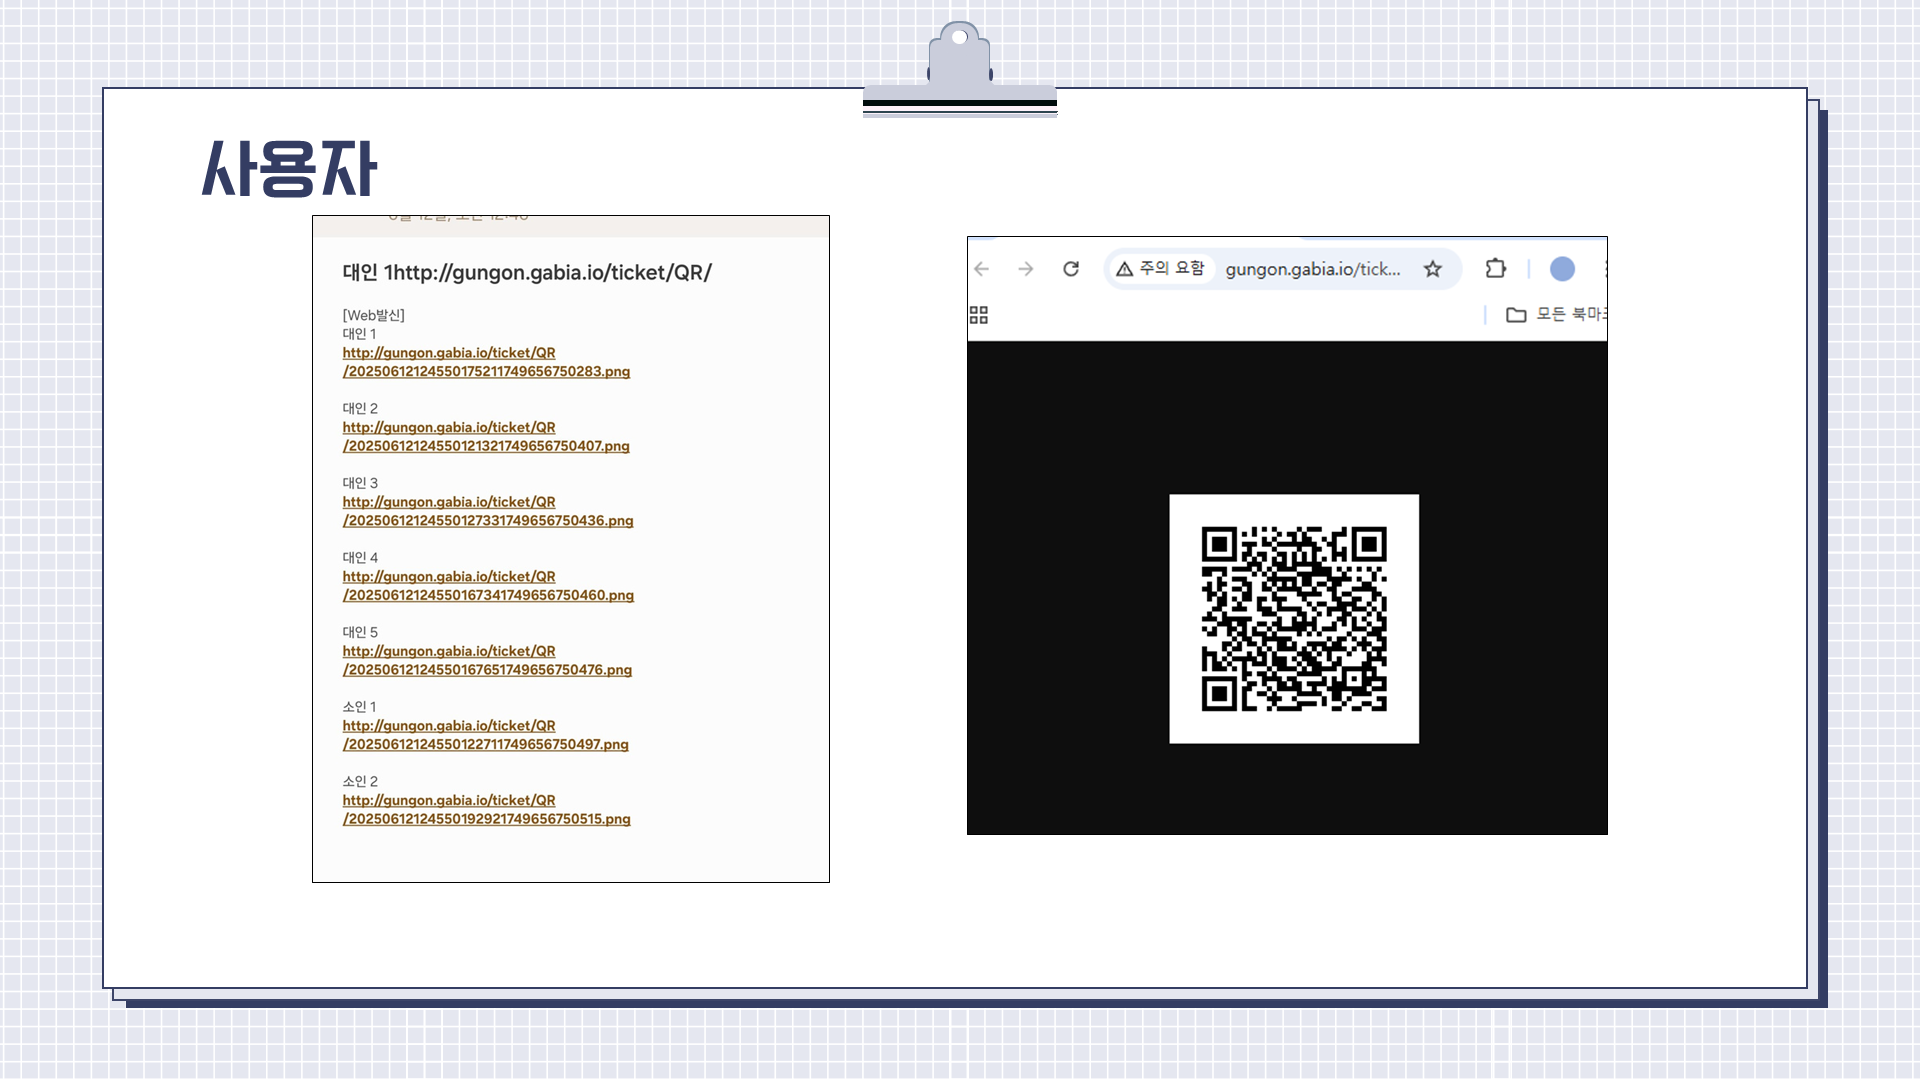 사용자
대인 1http://gungon.gabia.io/ticket/QR/
[Web발신]
대인 1
http://gungon.gabia.io/ticket/QR
/20250612124550175211749656750283.png
대인 2
http://gungon.gabia.io/ticket/QR
/20250612124550121321749656750407.png
대인 3
http://gungon.gabia.io/ticket/QR
/20250612124550127331749656750436.png
대인 4
http://gungon.gabia.io/ticket/QR
/20250612124550167341749656750460.png
대인 5
http://gungon.gabia.io/ticket/QR
/20250612124550167651749656750476.png
소인 1
http://gungon.gabia.io/ticket/QR
/20250612124550122711749656750497.png
소인 2
http://gungon.gabia.io/ticket/QR
/20250612124550192921749656750515.png
주의 요함 gungon.gabia.io/tick...
모든 북마